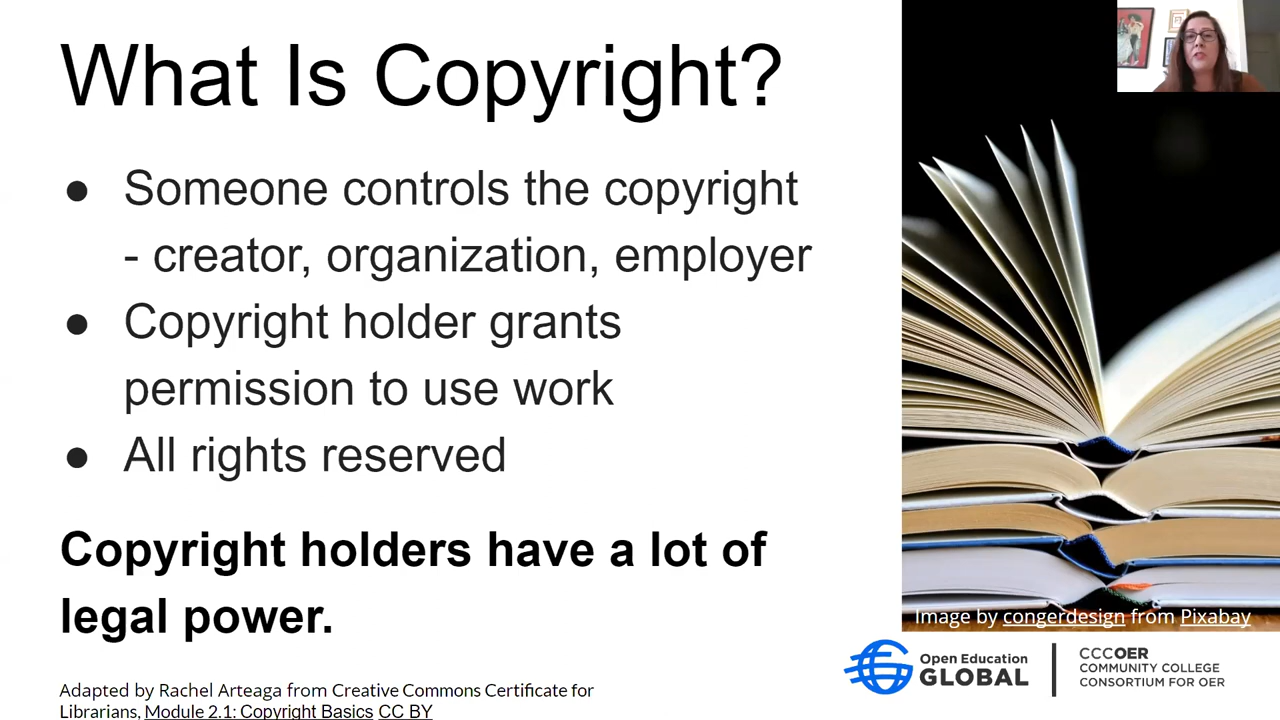 What Is Copyright?
● Someone controls the copyright
- creator, organization, employer
● Copyright holder grants
permission to use work
● All rights reserved
Copyright holders have a lot of
legal power.
Adapted by Rachel Arteaga from Creative Commons Certificate for
Librarians, Module 2.1: Copyright Basics CC BY
Image by congerdesign from Pixabay
Open Education
GLOBAL
CCCOER
COMMUNITY COLLEGE
CONSORTIUM FOR OER